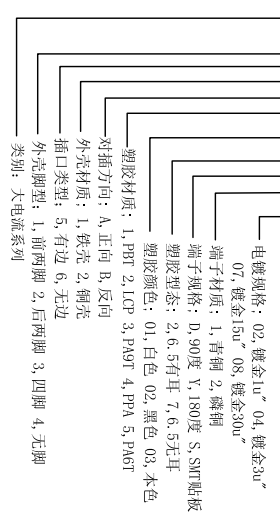 电镀规格: 02,镀金1u" 04,镀金3u"
07,镀金15u" 08,镀金30u"
端子材质: 1,青铜 2,磷铜
端子规格: D,90度 Y,180度 S,SMT贴板
塑胶型态: 2,6.5有耳 7,6.5无耳
塑胶颜色: 01,白色 02,黑色 03,本色
塑胶材质: 1,PBT 2,LCP 3,PA9T 4,PPA 5,PA6T
对插方向: A,正向 B,反向
外壳材质: 1,铁壳 2,铜壳
插口类型: 5,有边 6,无边
外壳脚型: 1,前两脚 2,后两脚 3,四脚 4,无脚
类别: 大电流系列